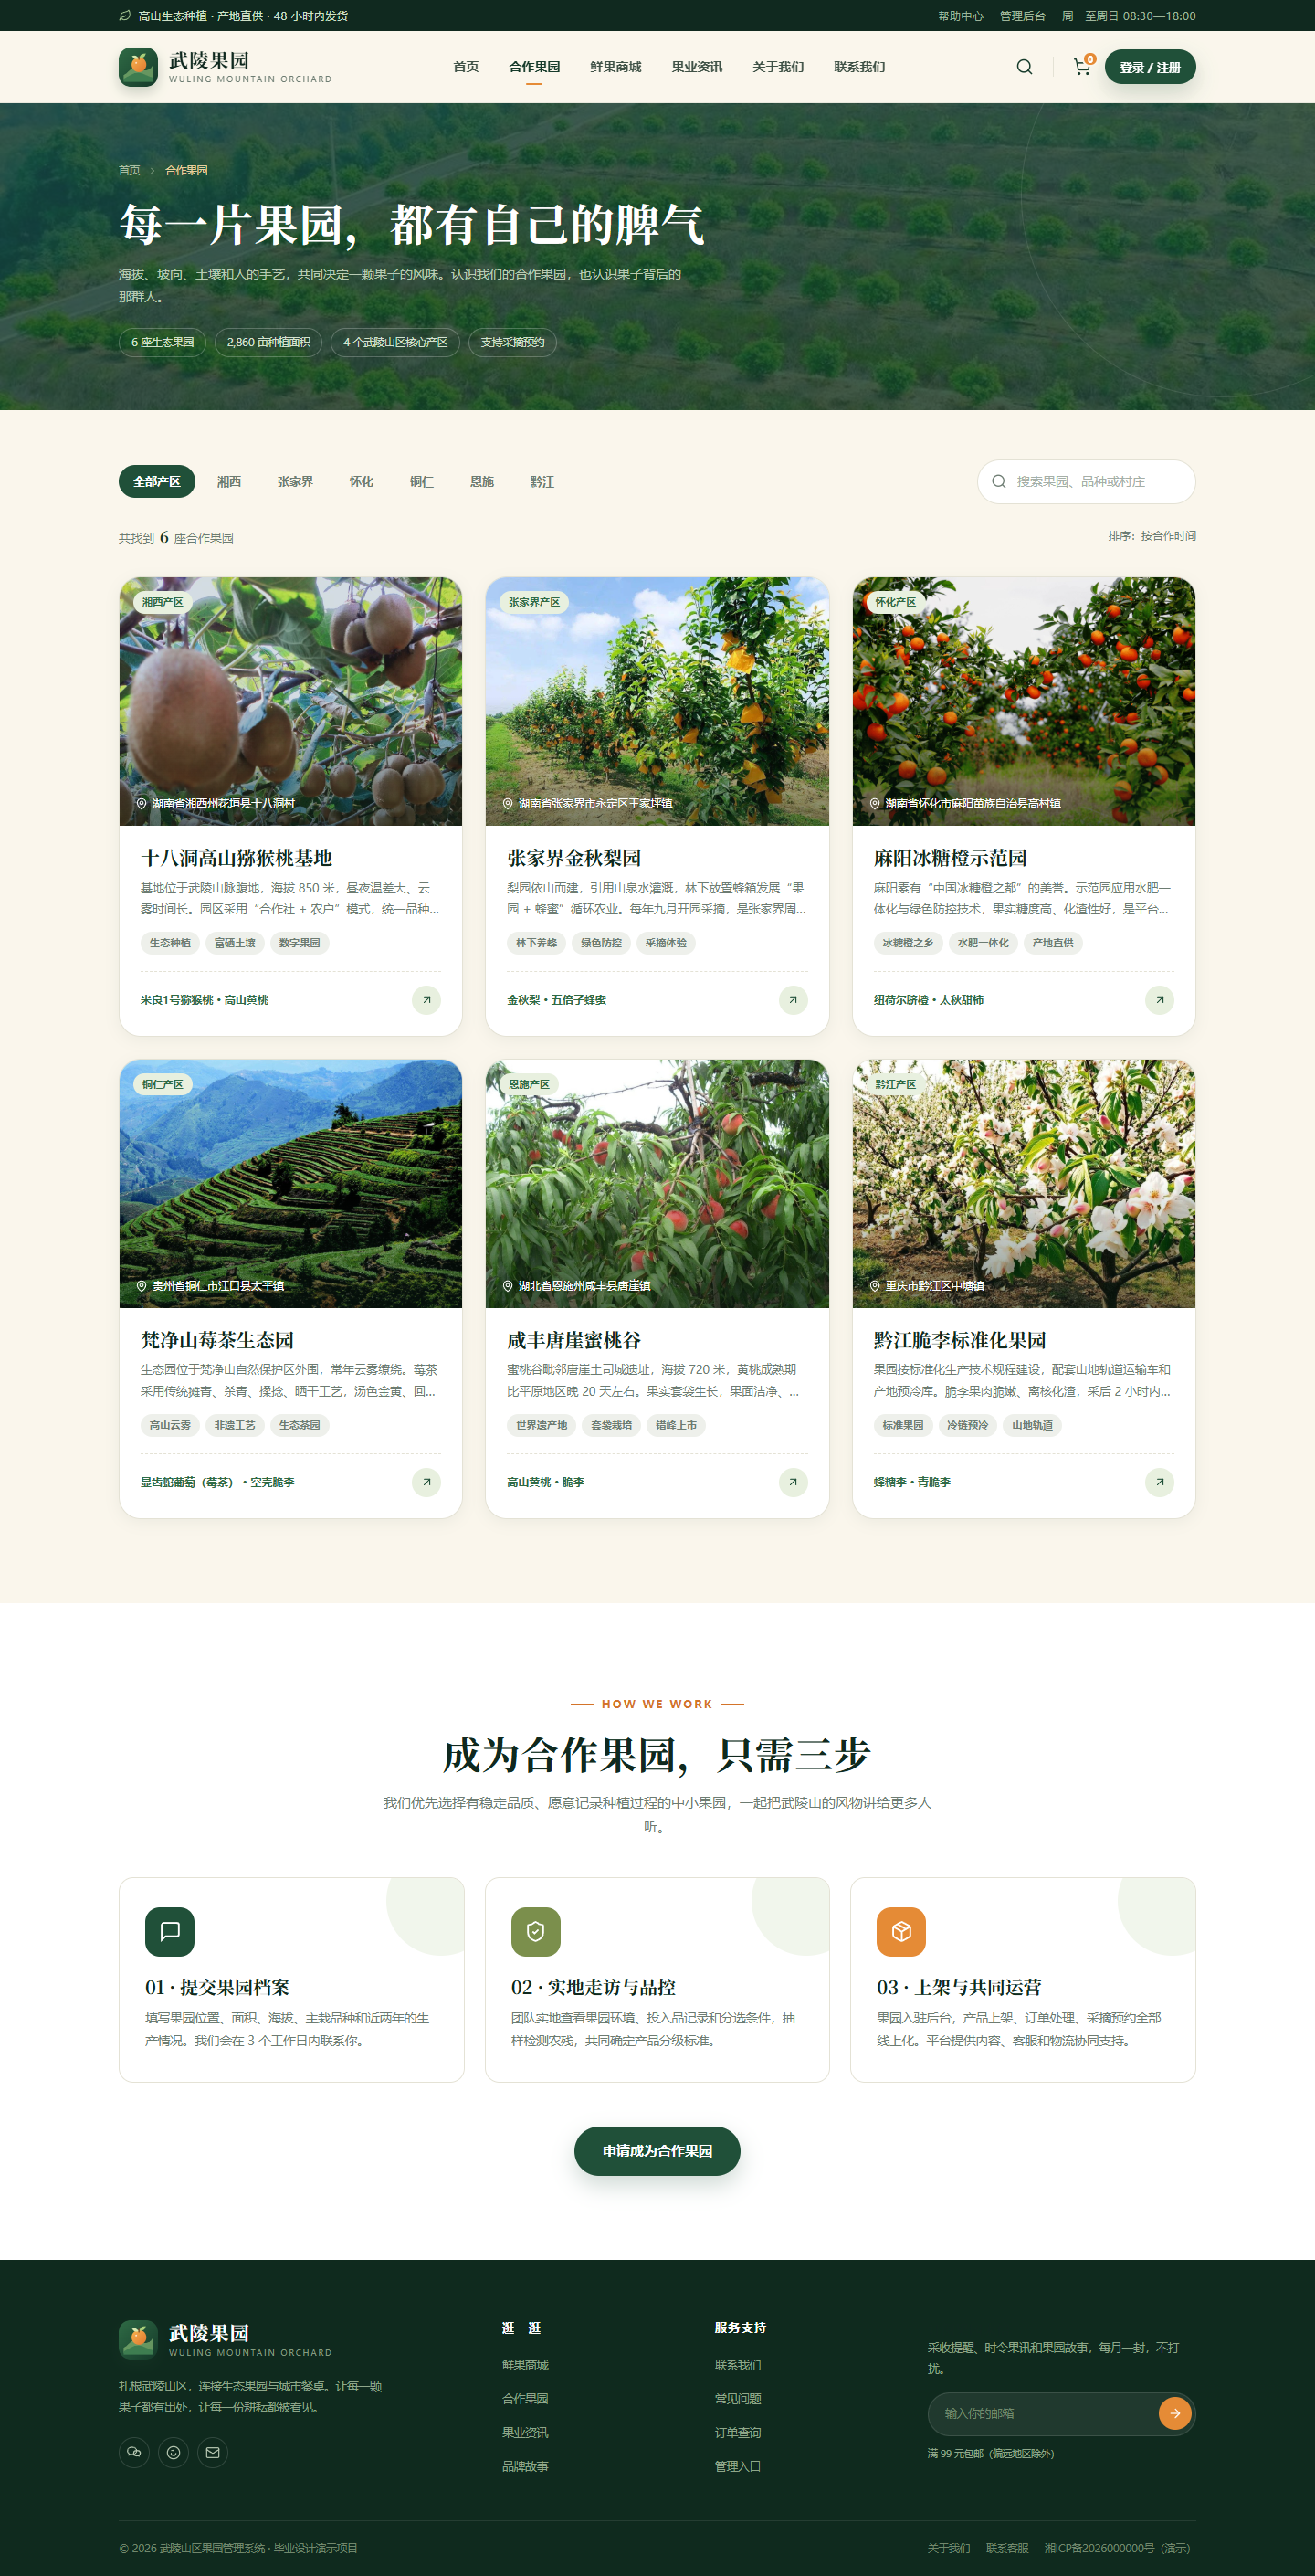 高山生态种植 · 产地直供 · 48 小时内发货
帮助中心 管理后台 周一至周日 08:30—18:00
武陵果园
WULING MOUNTAIN ORCHARD
首页 合作果园 鲜果商城 果业资讯 关于我们 联系我们
0
登录 / 注册
首页 › 合作果园
每一片果园，都有自己的脾气
海拔、坡向、土壤和人的手艺，共同决定一颗果子的风味。认识我们的合作果园，也认识果子背后的
那群人。
6 座生态果园 2,860 亩种植面积 4 个武陵山区核心产区 支持采摘预约
全部产区 湘西 张家界 怀化 铜仁 恩施 黔江
搜索果园、品种或村庄
共找到 6 座合作果园
排序：按合作时间
湘西产区
湖南省湘西州花垣县十八洞村
十八洞高山猕猴桃基地
基地位于武陵山脉腹地，海拔 850 米，昼夜温差大、云
雾时间长。园区采用“合作社 + 农户”模式，统一品种...
生态种植 富硒土壤 数字果园
米良1号猕猴桃 • 高山黄桃
张家界产区
湖南省张家界市永定区王家坪镇
张家界金秋梨园
梨园依山而建，引用山泉水灌溉，林下放置蜂箱发展“果
园 + 蜂蜜”循环农业。每年九月开园采摘，是张家界周...
林下养蜂 绿色防控 采摘体验
金秋梨 • 五倍子蜂蜜
怀化产区
湖南省怀化市麻阳苗族自治县高村镇
麻阳冰糖橙示范园
麻阳素有“中国冰糖橙之都”的美誉。示范园应用水肥一
体化与绿色防控技术，果实糖度高、化渣性好，是平台...
冰糖橙之乡 水肥一体化 产地直供
纽荷尔脐橙 • 太秋甜柿
铜仁产区
贵州省铜仁市江口县太平镇
梵净山莓茶生态园
生态园位于梵净山自然保护区外围，常年云雾缭绕。莓茶
采用传统摊青、杀青、揉捻、晒干工艺，汤色金黄、回...
高山云雾 非遗工艺 生态茶园
显齿蛇葡萄（莓茶） • 空壳脆李
恩施产区
湖北省恩施州咸丰县唐崖镇
咸丰唐崖蜜桃谷
蜜桃谷毗邻唐崖土司城遗址，海拔 720 米，黄桃成熟期
比平原地区晚 20 天左右。果实套袋生长，果面洁净、...
世界遗产地 套袋栽培 错峰上市
高山黄桃 • 脆李
黔江产区
重庆市黔江区中塘镇
黔江脆李标准化果园
果园按标准化生产技术规程建设，配套山地轨道运输车和
产地预冷库。脆李果肉脆嫩、离核化渣，采后 2 小时内...
标准果园 冷链预冷 山地轨道
蜂糖李 • 青脆李
HOW WE WORK
成为合作果园，只需三步
我们优先选择有稳定品质、愿意记录种植过程的中小果园，一起把武陵山的风物讲给更多人
听。
01 · 提交果园档案
填写果园位置、面积、海拔、主栽品种和近两年的生
产情况。我们会在 3 个工作日内联系你。
02 · 实地走访与品控
团队实地查看果园环境、投入品记录和分选条件，抽
样检测农残，共同确定产品分级标准。
03 · 上架与共同运营
果园入驻后台，产品上架、订单处理、采摘预约全部
线上化。平台提供内容、客服和物流协同支持。
申请成为合作果园
武陵果园
WULING MOUNTAIN ORCHARD
扎根武陵山区，连接生态果园与城市餐桌。让每一颗
果子都有出处，让每一份耕耘都被看见。
逛一逛
鲜果商城
合作果园
果业资讯
品牌故事
服务支持
联系我们
常见问题
订单查询
管理入口
采收提醒、时令果讯和果园故事，每月一封，不打
扰。
输入你的邮箱
满 99 元包邮（偏远地区除外）
© 2026 武陵山区果园管理系统 · 毕业设计演示项目
关于我们 联系客服 湘ICP备2026000000号（演示）